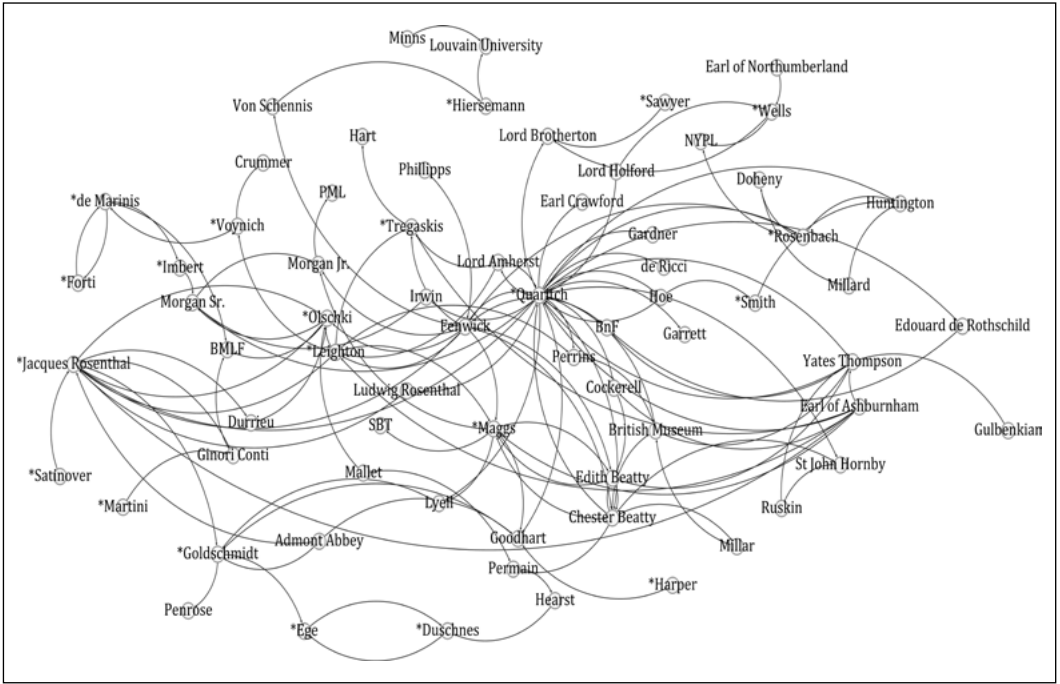 Minns
Louvain University
Earl of Northumberland
Von Schennis
*Hiersemann
*Sawyer
*Wells
Hart
Lord Brotherton
NYPL
Crummer
Phillipps
Lord Holford
Doheny
PML
*de Marinis
Earl Crawford
Huntington
*Voynich
*Tregaskis
Gardner
*Rosenbach
*Imbert
Morgan Jr.
Lord Amherst
de Ricci
*Forti
Millard
Morgan Sr.
Irwin
*Quaritch
Hoe
*Smith
*Olschki
Fenwick
BnF
Garrett
Edouard de Rothschild
BMLF
*Leighton
Perrins
*Jacques Rosenthal
Yates Thompson
Ludwig Rosenthal
Cockerell
Earl of Ashburnham
Durrieu
SBT
*Maggs
British Museum
Gulbenkian
Ginori Conti
St John Hornby
*Satinover
Mallet
Edith Beatty
*Martini
Lyell
Ruskin
Chester Beatty
*Goldschmidt
Admont Abbey
Goodhart
Millar
Permain
*Harper
Penrose
Hearst
*Ege
*Duschnes